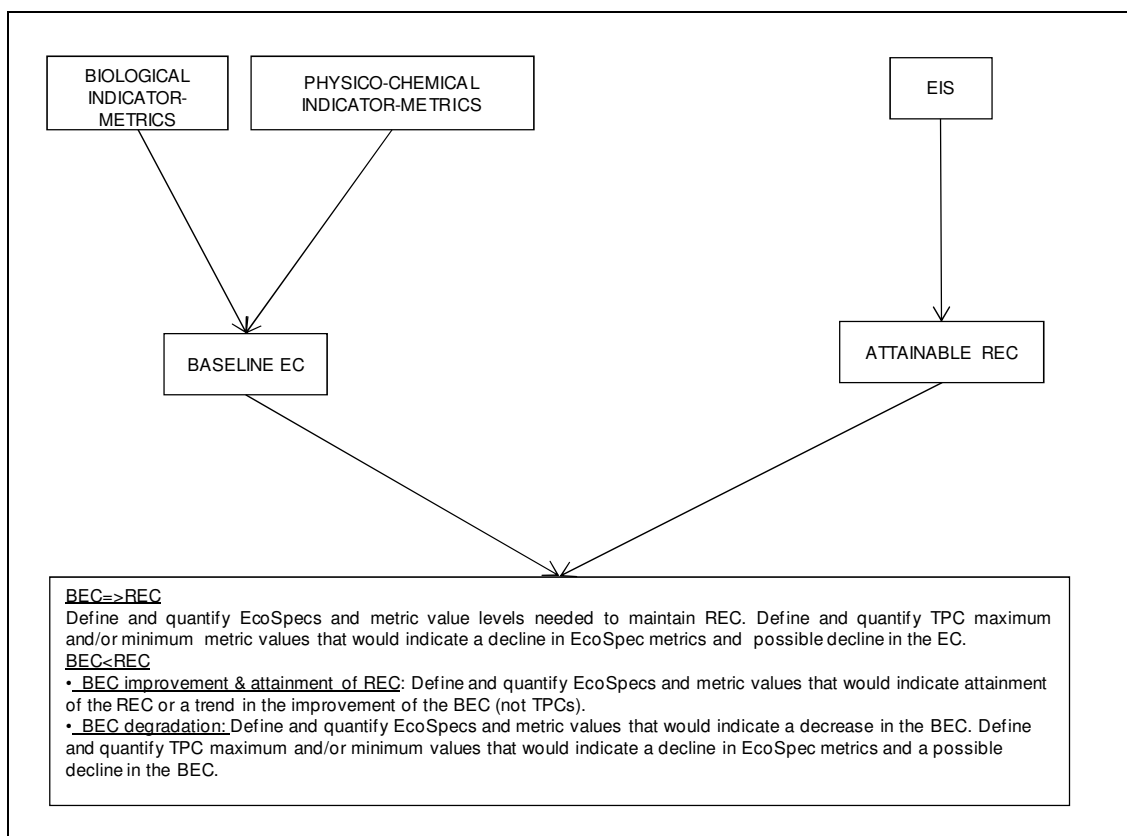 BIOLOGICAL
INDICATOR-
METRICS
PHYSICO-CHEMICAL
INDICATOR-METRICS
EIS
BASELINE EC
ATTAINABLE REC
BEC=>REC
Define and quantify EcoSpecs and metric value levels needed to maintain REC. Define and quantify TPC maximum
and/or minimum metric values that would indicate a decline in EcoSpec metrics and possible decline in the EC.
BEC<REC
• BEC improvement & attainment of REC: Define and quantify EcoSpecs and metric values that would indicate attainment
of the REC or a trend in the improvement of the BEC (not TPCs).
• BEC degradation: Define and quantify EcoSpecs and metric values that would indicate a decrease in the BEC. Define
and quantify TPC maximum and/or minimum values that would indicate a decline in EcoSpec metrics and a possible
decline in the BEC.